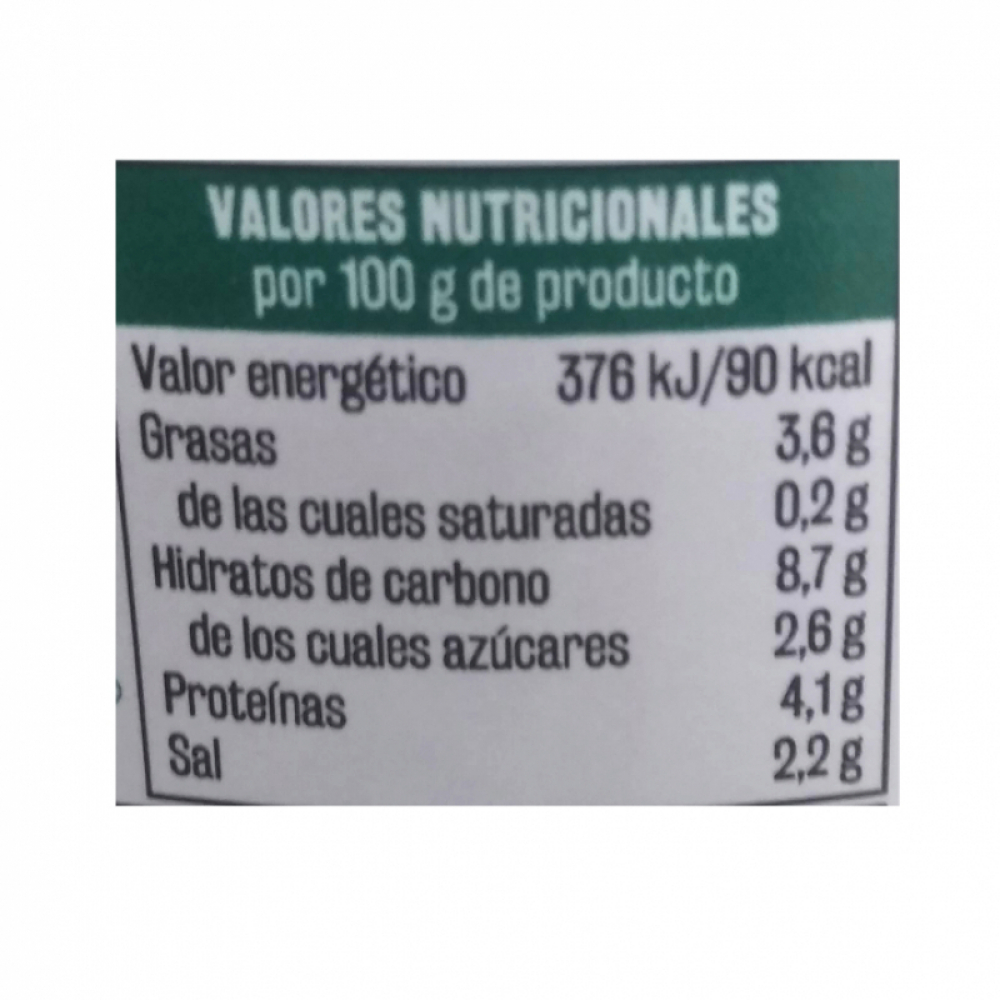 VALORES NUTRICIONALES
por 100 g de producto
Valor energético 376 kJ/90 kcal
Grasas 3,6 g
de las cuales saturadas 0,2 g
Hidratos de carbono 8,7 g
de los cuales azúcares 2,6 g
Proteínas 4,1 g
Sal 2,2 g